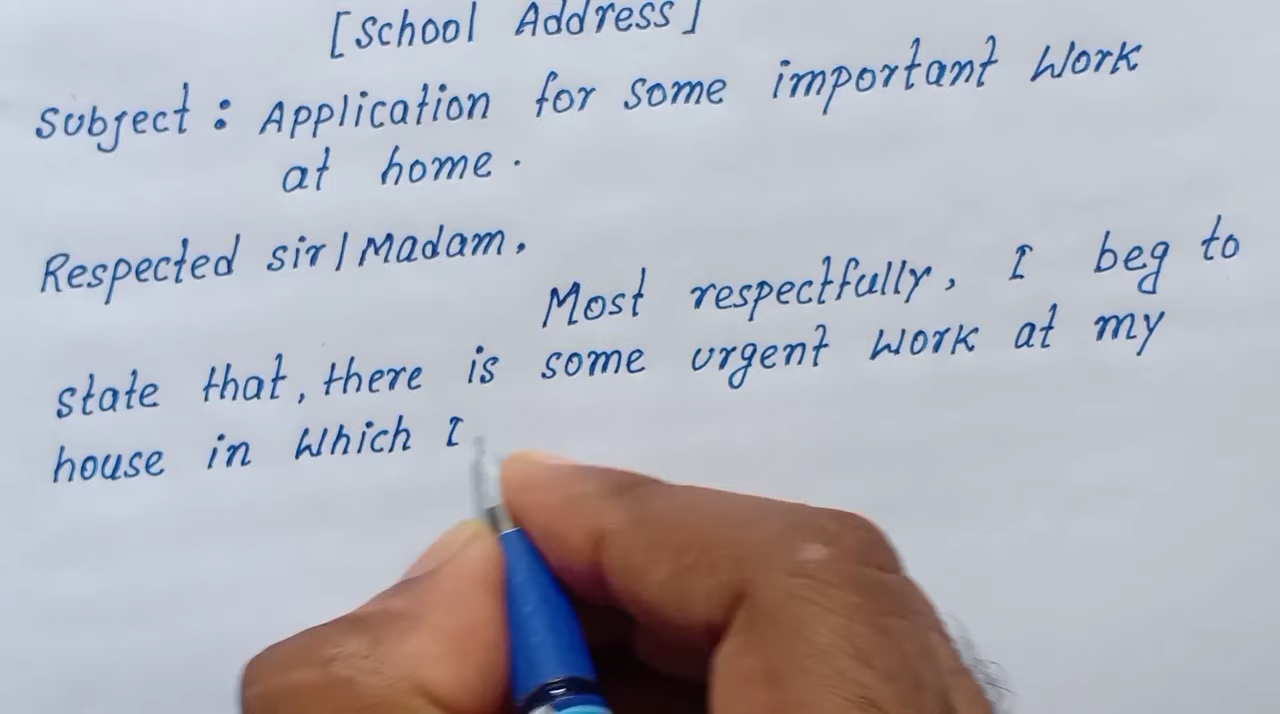 [School Address]
Subject : Application for some important Work
at home.
Respected sir/Madam,
Most respectfully, I beg to
state that, there is some urgent work at my
house in which I